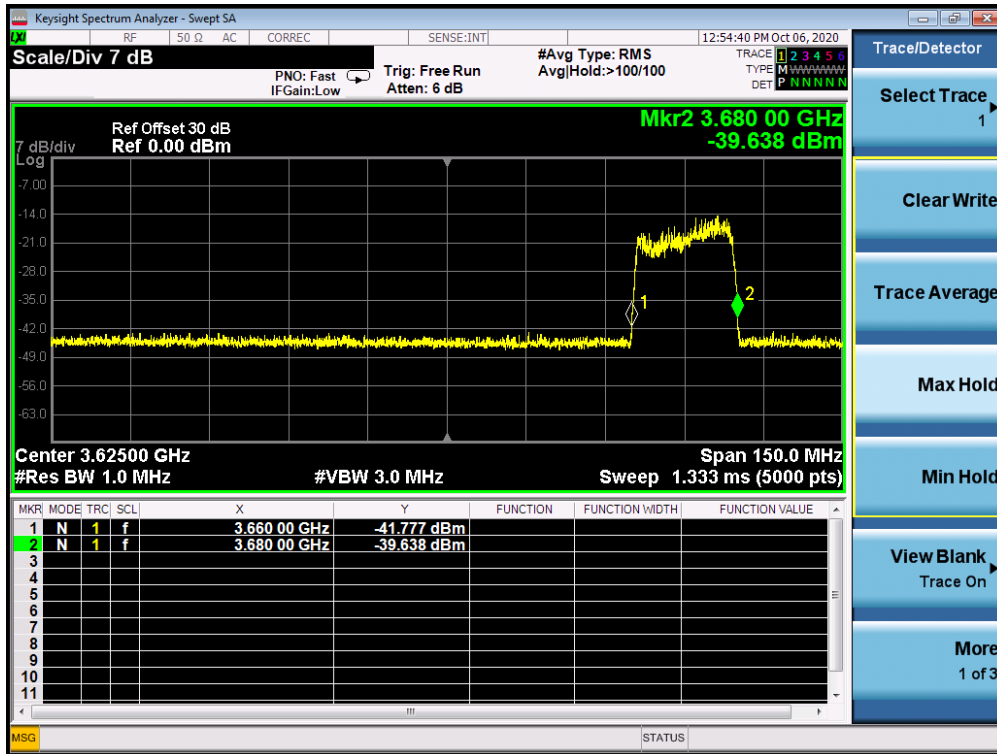 Keysight Spectrum Analyzer - Swept SA
LXI RF 50 Ω AC CORREC SENSE:INT 12:54:40 PM Oct 06, 2020
Scale/Div 7 dB
PNO: Fast
IFGain:Low
Trig: Free Run
Atten: 6 dB
#Avg Type: RMS
Avg|Hold:>100/100
TRACE 1 2 3 4 5 6
TYPE M WWWWW
DET P N N N N N
Mkr2 3.680 00 GHz
-39.638 dBm
Ref Offset 30 dB
7 dB/div Ref 0.00 dBm
Log
-7.00
-14.0
-21.0
-28.0
-35.0
-42.0
-49.0
-56.0
-63.0
1
2
Center 3.62500 GHz Span 150.0 MHz
#Res BW 1.0 MHz #VBW 3.0 MHz Sweep 1.333 ms (5000 pts)
MKR MODE TRC SCL X Y FUNCTION FUNCTION WIDTH FUNCTION VALUE
1 N 1 f 3.660 00 GHz -41.777 dBm
2 N 1 f 3.680 00 GHz -39.638 dBm
3
4
5
6
7
8
9
10
11
MSG STATUS
Trace/Detector
Select Trace
1
Clear Write
Trace Average
Max Hold
Min Hold
View Blank
Trace On
More
1 of 3